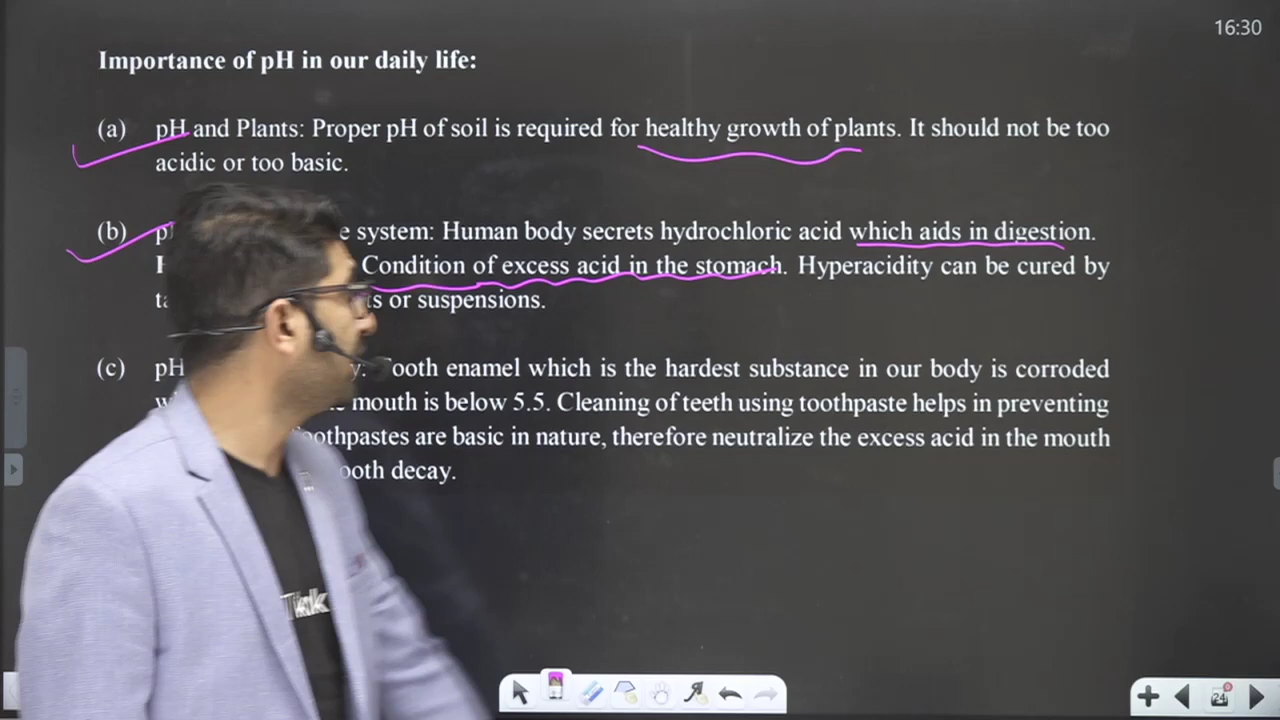 16:30
Importance of pH in our daily life:
(a) pH and Plants: Proper pH of soil is required for healthy growth of plants. It should not be too
acidic or too basic.
(b) system: Human body secrets hydrochloric acid which aids in digestion.
Condition of excess acid in the stomach. Hyperacidity can be cured by
or suspensions.
(c) pH enamel which is the hardest substance in our body is corroded
mouth is below 5.5. Cleaning of teeth using toothpaste helps in preventing
are basic in nature, therefore neutralize the excess acid in the mouth
decay.
24